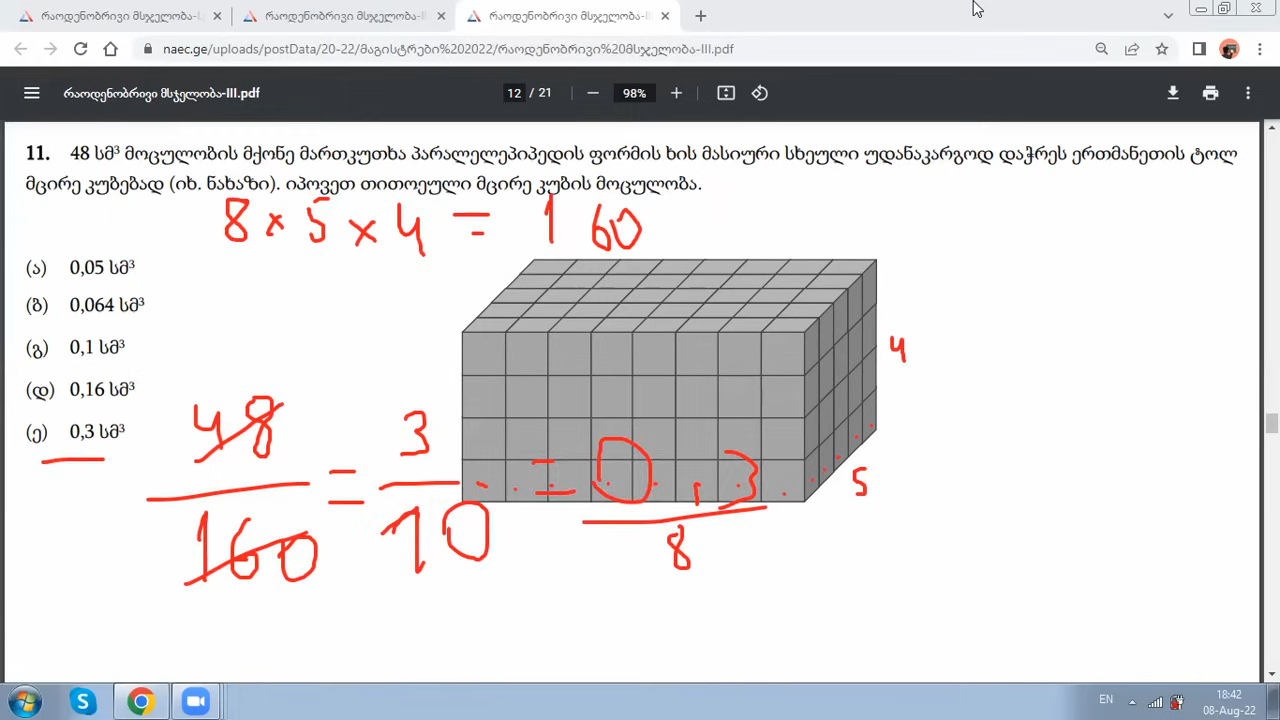 რაოდენობრივი მსჯელობა-I
რაოდენობრივი მსჯელობა-II
რაოდენობრივი მსჯელობა-III
naec.ge/uploads/postData/20-22/მაგისტრები%202022/რაოდენობრივი%20მსჯელობა-III.pdf
რაოდენობრივი მსჯელობა-III.pdf
12 / 21
98%
11. 48 სმ³ მოცულობის მქონე მართკუთხა პარალელეპიპედის ფორმის ხის მასიური სხეული უდანაკარგოდ დაჭრეს ერთმანეთის ტოლ
მცირე კუბებად (იხ. ნახაზი). იპოვეთ თითოეული მცირე კუბის მოცულობა.
8 × 5 × 4 = 160
(ა) 0,05 სმ³
(ბ) 0,064 სმ³
(გ) 0,1 სმ³
(დ) 0,16 სმ³
(ე) 0,3 სმ³
4
5
8
48/160 = 3/10 = 0,3
EN
18:42
08-Aug-22